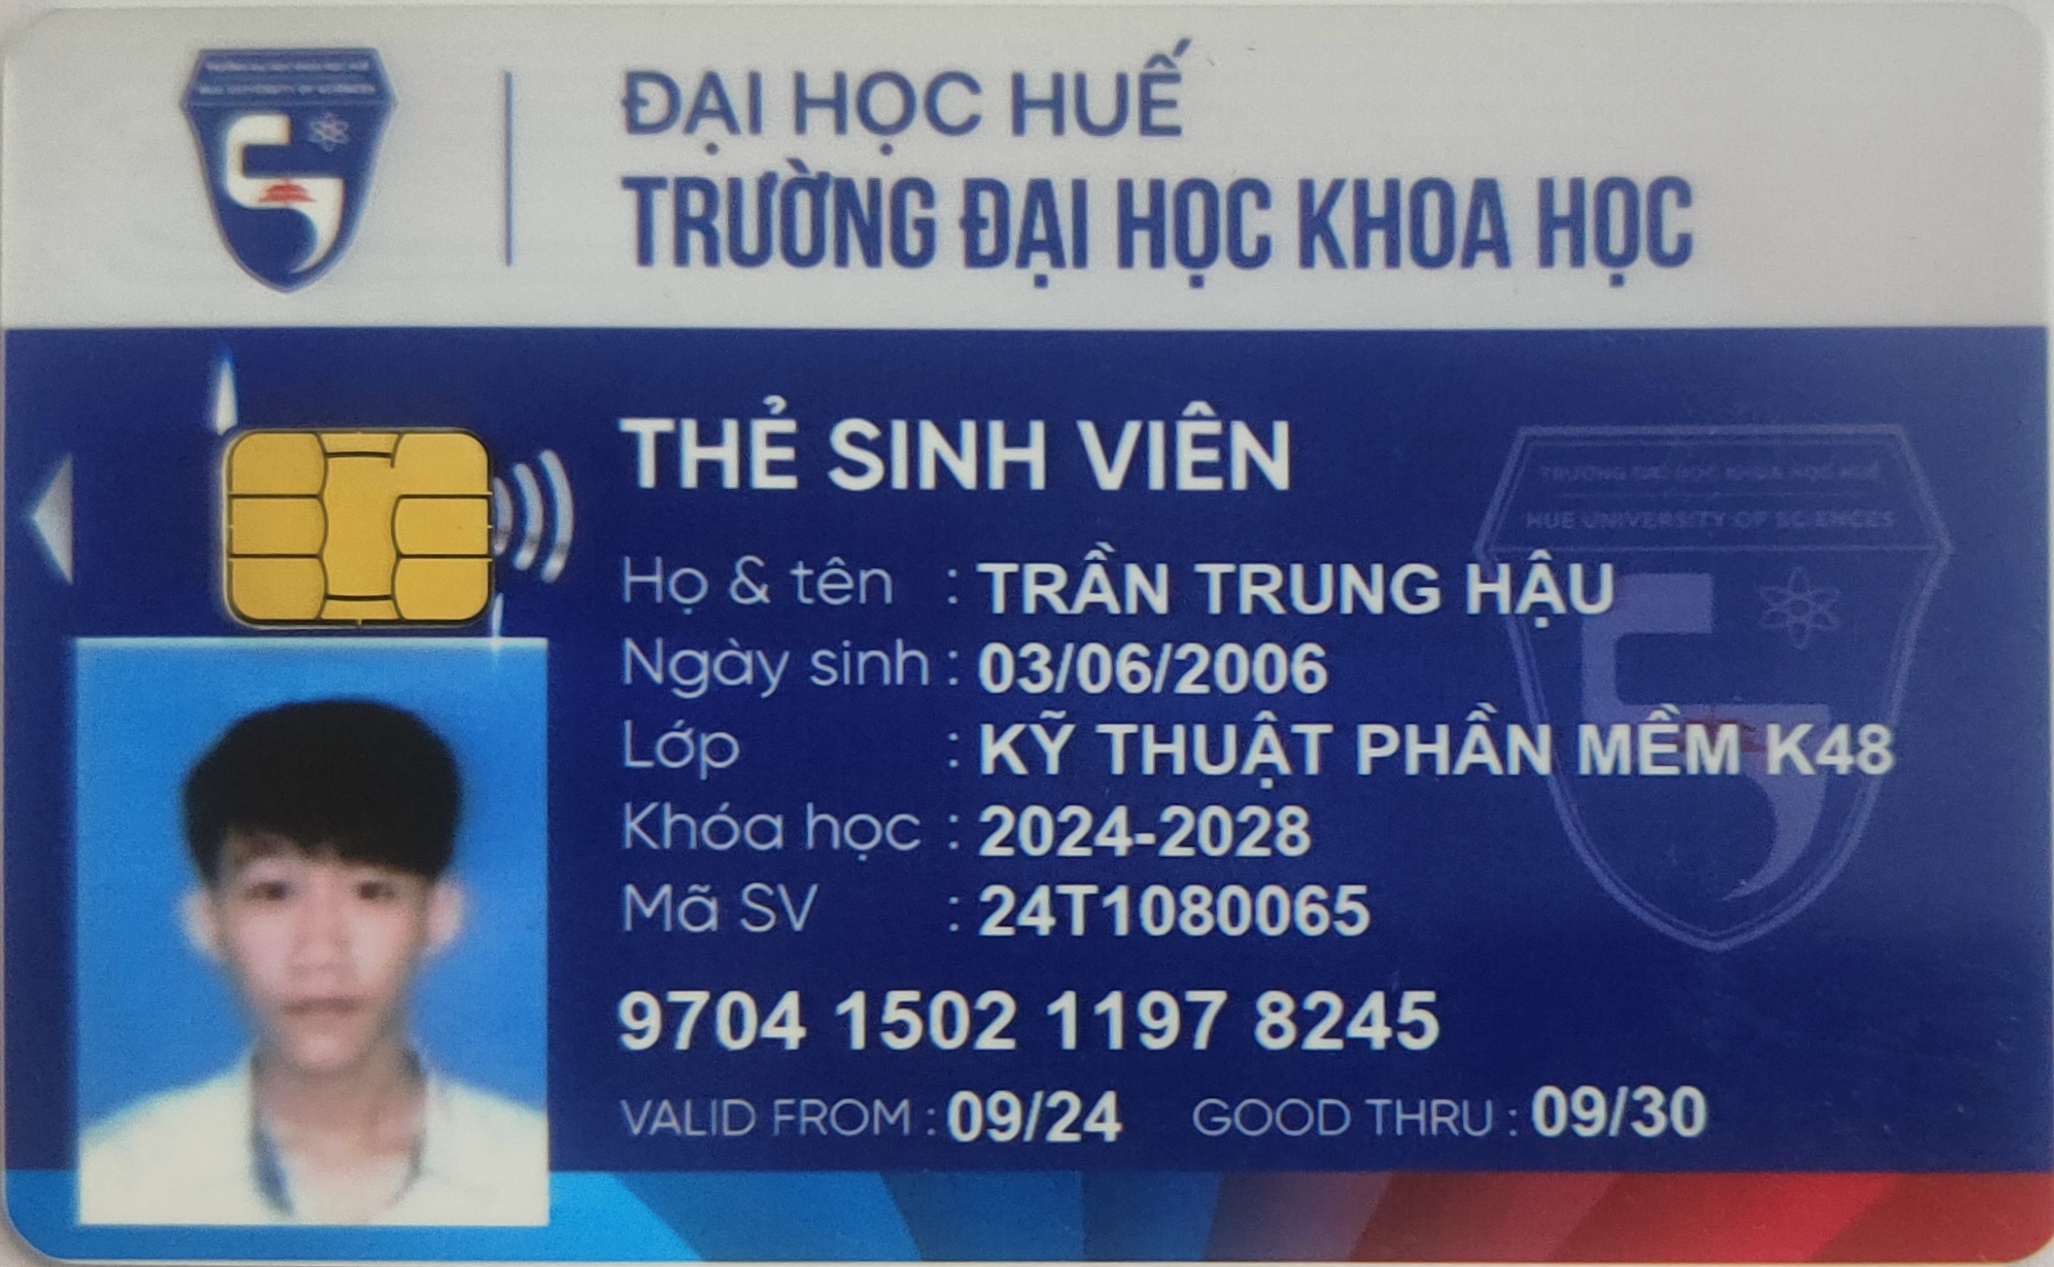 ĐẠI HỌC HUẾ
TRƯỜNG ĐẠI HỌC KHOA HỌC
THẺ SINH VIÊN
TRƯỜNG ĐẠI HỌC KHOA HỌC HUẾ
HUE UNIVERSITY OF SCIENCES
Họ & tên : TRẦN TRUNG HẬU
Ngày sinh : 03/06/2006
Lớp : KỸ THUẬT PHẦN MỀM K48
Khóa học : 2024-2028
Mã SV : 24T1080065
9704 1502 1197 8245
VALID FROM : 09/24 GOOD THRU : 09/30